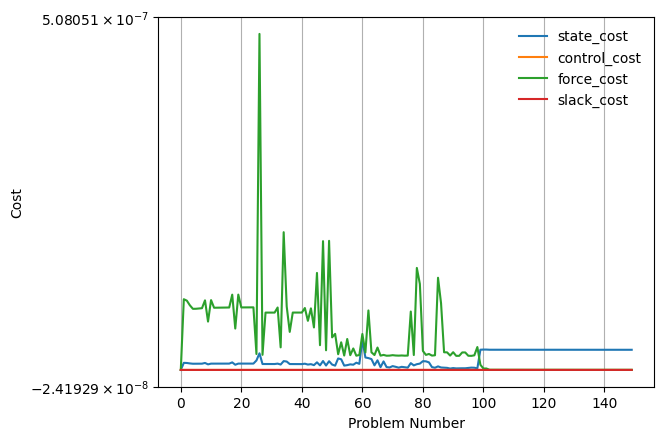 5.08051 × 10⁻⁷
state_cost
control_cost
force_cost
slack_cost
Cost
−2.41929 × 10⁻⁸
0 20 40 60 80 100 120 140
Problem Number